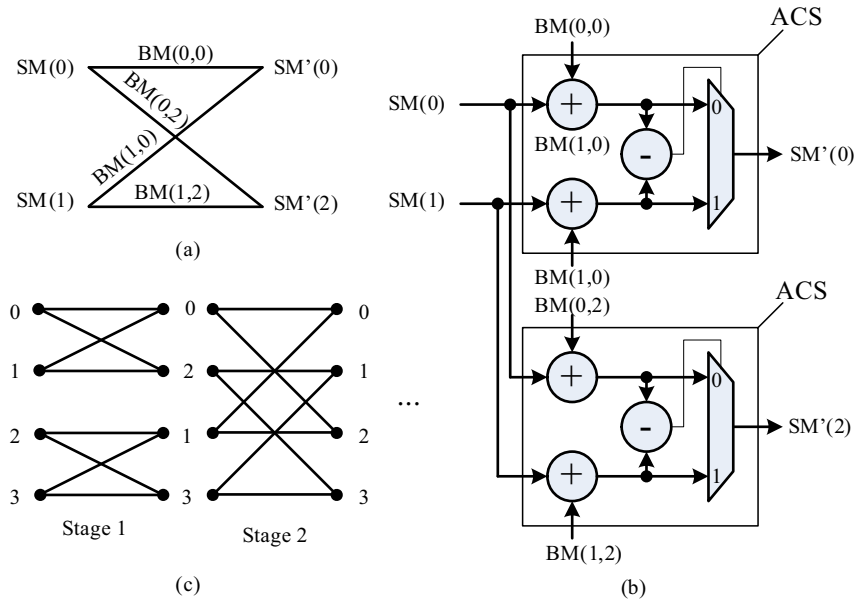 SM(0)
BM(0,0)
SM'(0)
BM(0,2)
BM(1,0)
SM(1)
BM(1,2)
SM'(2)
(a)
0
1
2
3
0
2
1
3
0
1
2
3
...
Stage 1
Stage 2
(c)
ACS
BM(0,0)
SM(0)
+
0
BM(1,0)
-
SM'(0)
SM(1)
+
1
BM(1,0)
BM(0,2)
ACS
+
0
-
SM'(2)
+
1
BM(1,2)
(b)